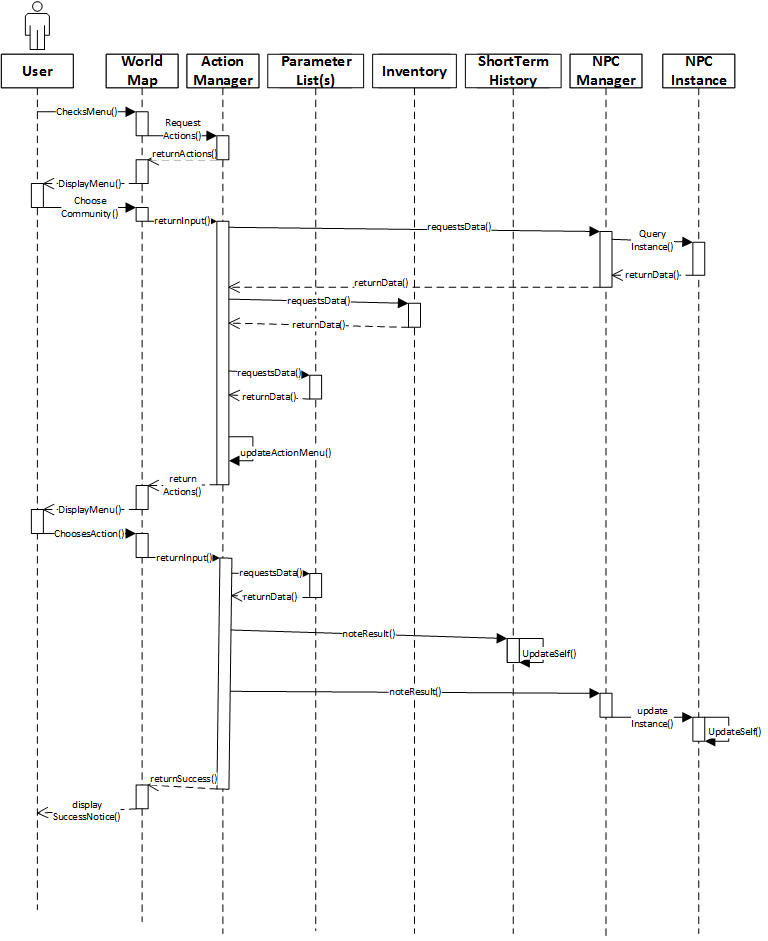 User
World
Map
Action
Manager
Parameter
List(s)
Inventory
ShortTerm
History
NPC
Manager
NPC
Instance
ChecksMenu()
Request
Actions()
returnActions()
DisplayMenu()
Choose
Community()
returnInput()
requestsData()
Query
Instance()
returnData()
returnData()
requestsData()
returnData()
requestsData()
returnData()
updateActionMenu()
return
Actions()
DisplayMenu()
ChoosesAction()
returnInput()
requestsData()
returnData()
noteResult()
UpdateSelf()
noteResult()
update
Instance()
UpdateSelf()
returnSuccess()
display
SuccessNotice()